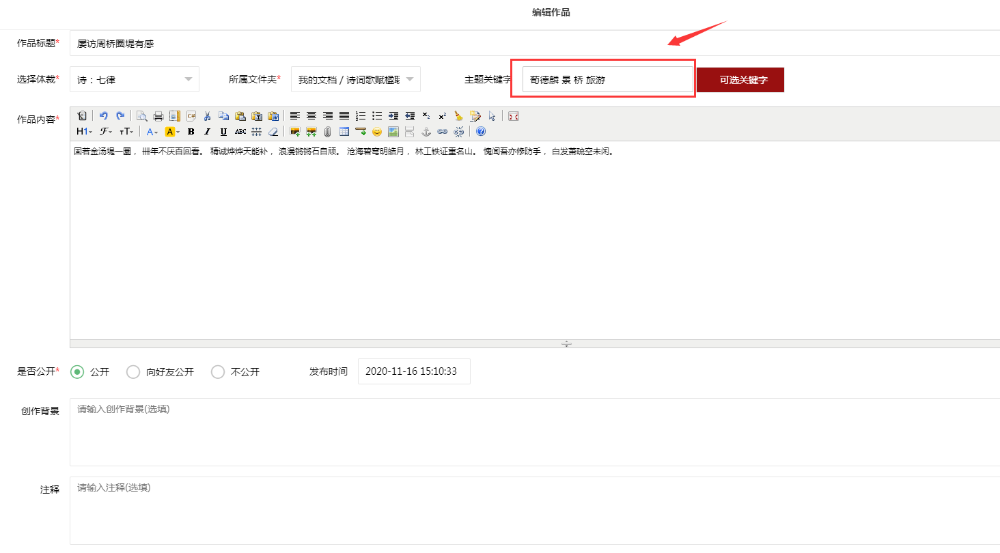 编辑作品
作品标题* 屡访周桥圈堤有感
选择体裁* 诗：七律 所属文件夹* 我的文档 / 诗词歌赋楹联 主题关键字 荀德麟 景 桥 旅游 可选关键字
作品内容*
H1 F тT A A B I U ABC
固若金汤堤一圜，卌年不厌百回看。 精诚烨烨天能补，浪漫锵锵石自顽。 沧海碧穹明皓月，林工铁证重名山。 愧闻吾亦修防手，白发萧疏空未闲。
是否公开* 公开 向好友公开 不公开 发布时间 2020-11-16 15:10:33
创作背景 请输入创作背景(选填)
注释 请输入注释(选填)